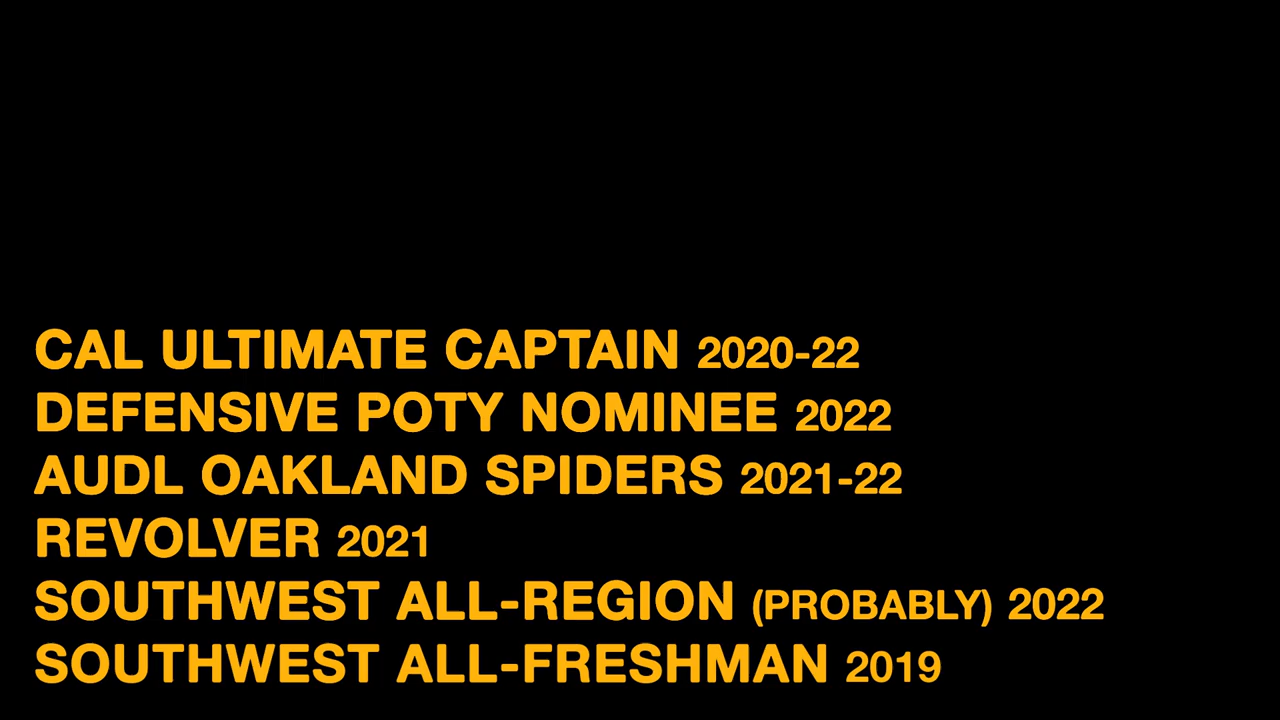 CAL ULTIMATE CAPTAIN 2020-22
DEFENSIVE POTY NOMINEE 2022
AUDL OAKLAND SPIDERS 2021-22
REVOLVER 2021
SOUTHWEST ALL-REGION (PROBABLY) 2022
SOUTHWEST ALL-FRESHMAN 2019